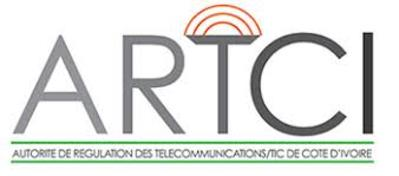 ARTCI
AUTORITE DE REGULATION DES TELECOMMUNICATIONS/TIC DE COTE D'IVOIRE